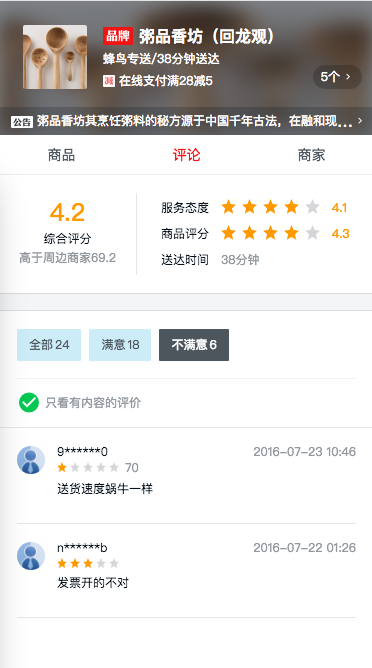 品牌 粥品香坊（回龙观）
蜂鸟专送/38分钟送达
减 在线支付满28减5
5个 >
公告 粥品香坊其烹饪粥料的秘方源于中国千年古法，在融和现... >
商品 评论 商家
4.2
综合评分
高于周边商家69.2
服务态度 4.1
商品评分 4.3
送达时间 38分钟
全部 24 满意 18 不满意 6
只看有内容的评价
9******0 2016-07-23 10:46
70
送货速度蜗牛一样
n******b 2016-07-22 01:26
发票开的不对